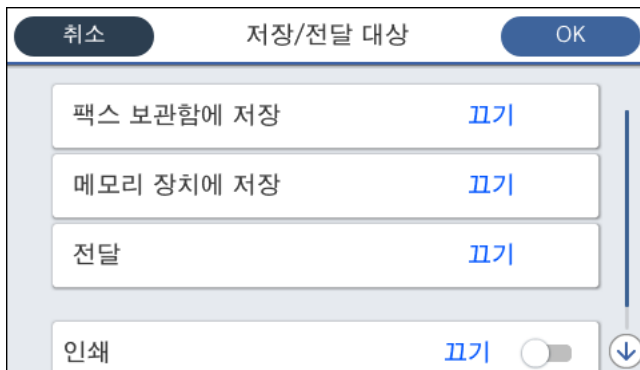 취소 저장/전달 대상 OK
팩스 보관함에 저장 끄기
메모리 장치에 저장 끄기
전달 끄기
인쇄 끄기